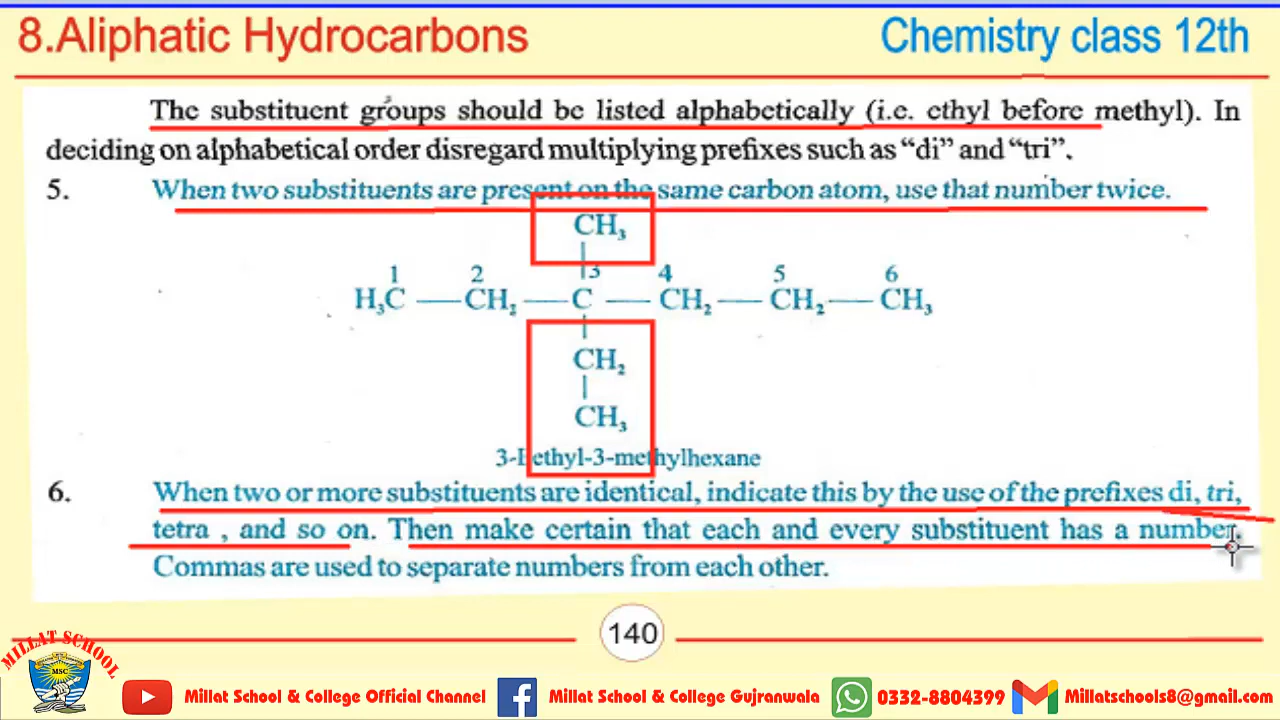 8.Aliphatic Hydrocarbons
Chemistry class 12th
The substituent groups should be listed alphabetically (i.e. ethyl before methyl). In
deciding on alphabetical order disregard multiplying prefixes such as “di” and “tri”.
5. When two substituents are present on the same carbon atom, use that number twice.
CH₃
1 2 3 4 5 6
H₃C — CH₂ — C — CH₂ — CH₂ — CH₃
CH₂
CH₃
3-Eethyl-3-methylhexane
6. When two or more substituents are identical, indicate this by the use of the prefixes di, tri,
tetra , and so on. Then make certain that each and every substituent has a number.
Commas are used to separate numbers from each other.
140
MILLAT SCHOOL
MSC
Millat School & College Official Channel
Millat School & College Gujranwala
0332-8804399
Millatschools8@gmail.com